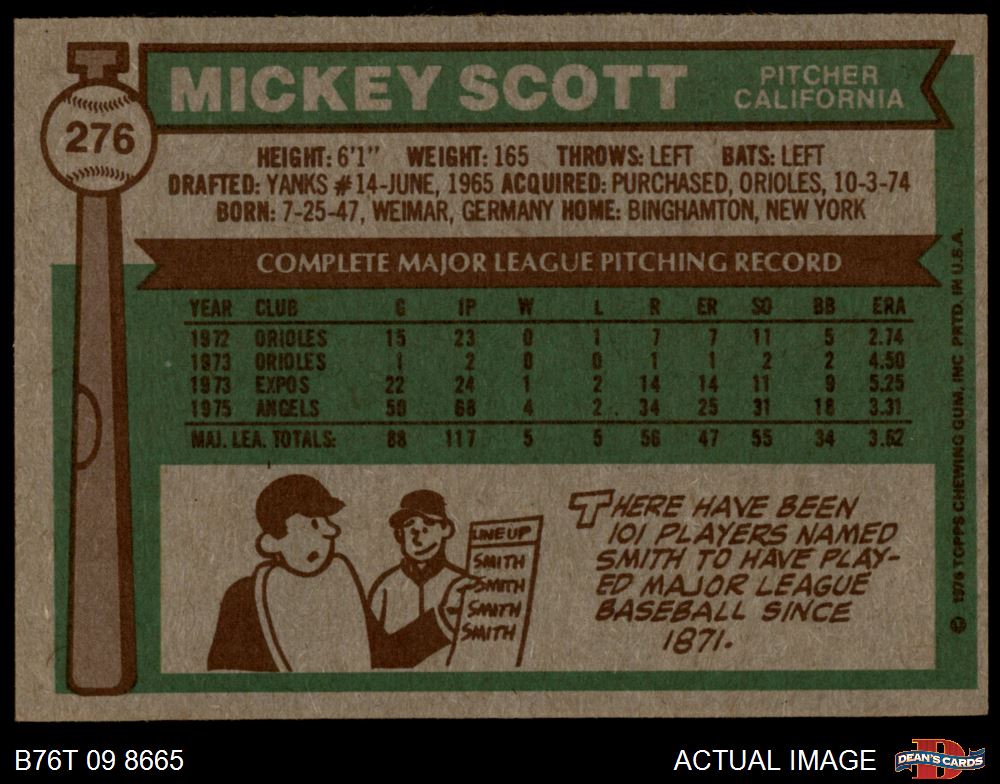 MICKEY SCOTT
PITCHER
CALIFORNIA
276
HEIGHT: 6'1" WEIGHT: 165 THROWS: LEFT BATS: LEFT
DRAFTED: YANKS #14-JUNE, 1965 ACQUIRED: PURCHASED, ORIOLES, 10-3-74
BORN: 7-25-47, WEIMAR, GERMANY HOME: BINGHAMTON, NEW YORK
COMPLETE MAJOR LEAGUE PITCHING RECORD
YEAR CLUB G IP W L R ER SO BB ERA
1972 ORIOLES 15 23 0 1 7 7 11 5 2.74
1973 ORIOLES 1 2 0 0 1 1 2 2 4.50
1973 EXPOS 22 24 1 2 14 14 11 9 5.25
1975 ANGELS 50 68 4 2 34 25 31 18 3.31
MAJ. LEA. TOTALS: 88 117 5 5 56 47 55 34 3.62
LINEUP
SMITH
SMITH
SMITH
SMITH
THERE HAVE BEEN
101 PLAYERS NAMED
SMITH TO HAVE PLAY-
ED MAJOR LEAGUE
BASEBALL SINCE
1871.
© 1976 TOPPS CHEWING GUM, INC. PRTD. IN U.S.A.
B76T 09 8665
ACTUAL IMAGE
D
DEAN'S CARDS